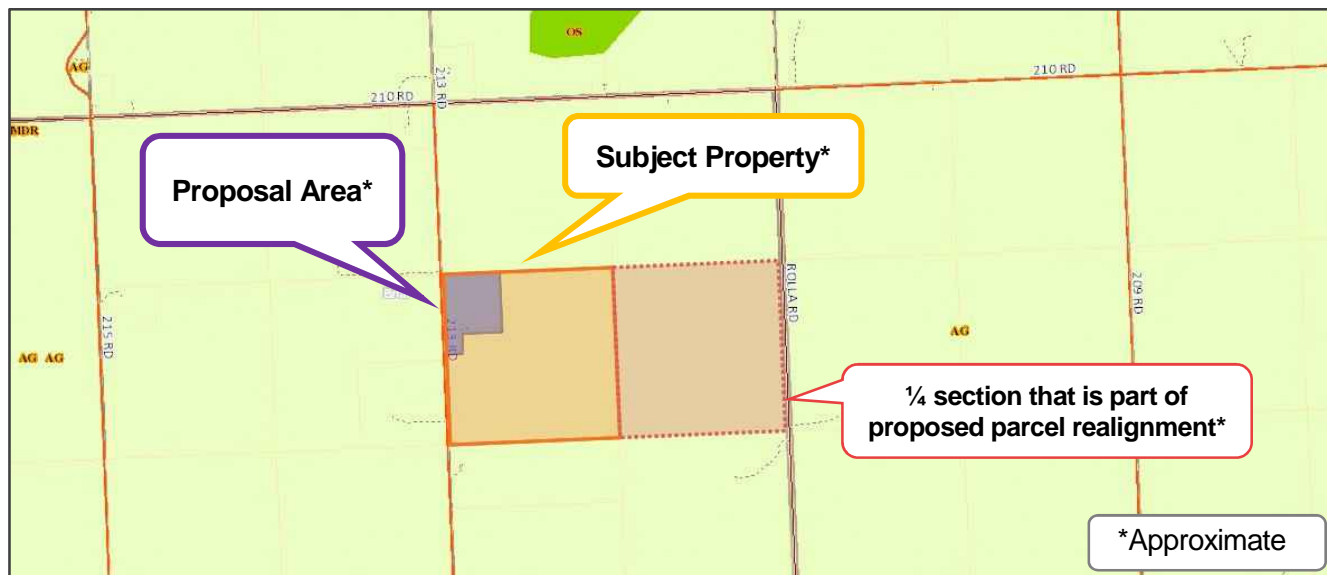 OS
AG
213 RD
210 RD
210 RD
MDR
Proposal Area*
Subject Property*
215 RD
213 RD
ROLLA RD
209 RD
AG AG
AG
¼ section that is part of
proposed parcel realignment*
*Approximate